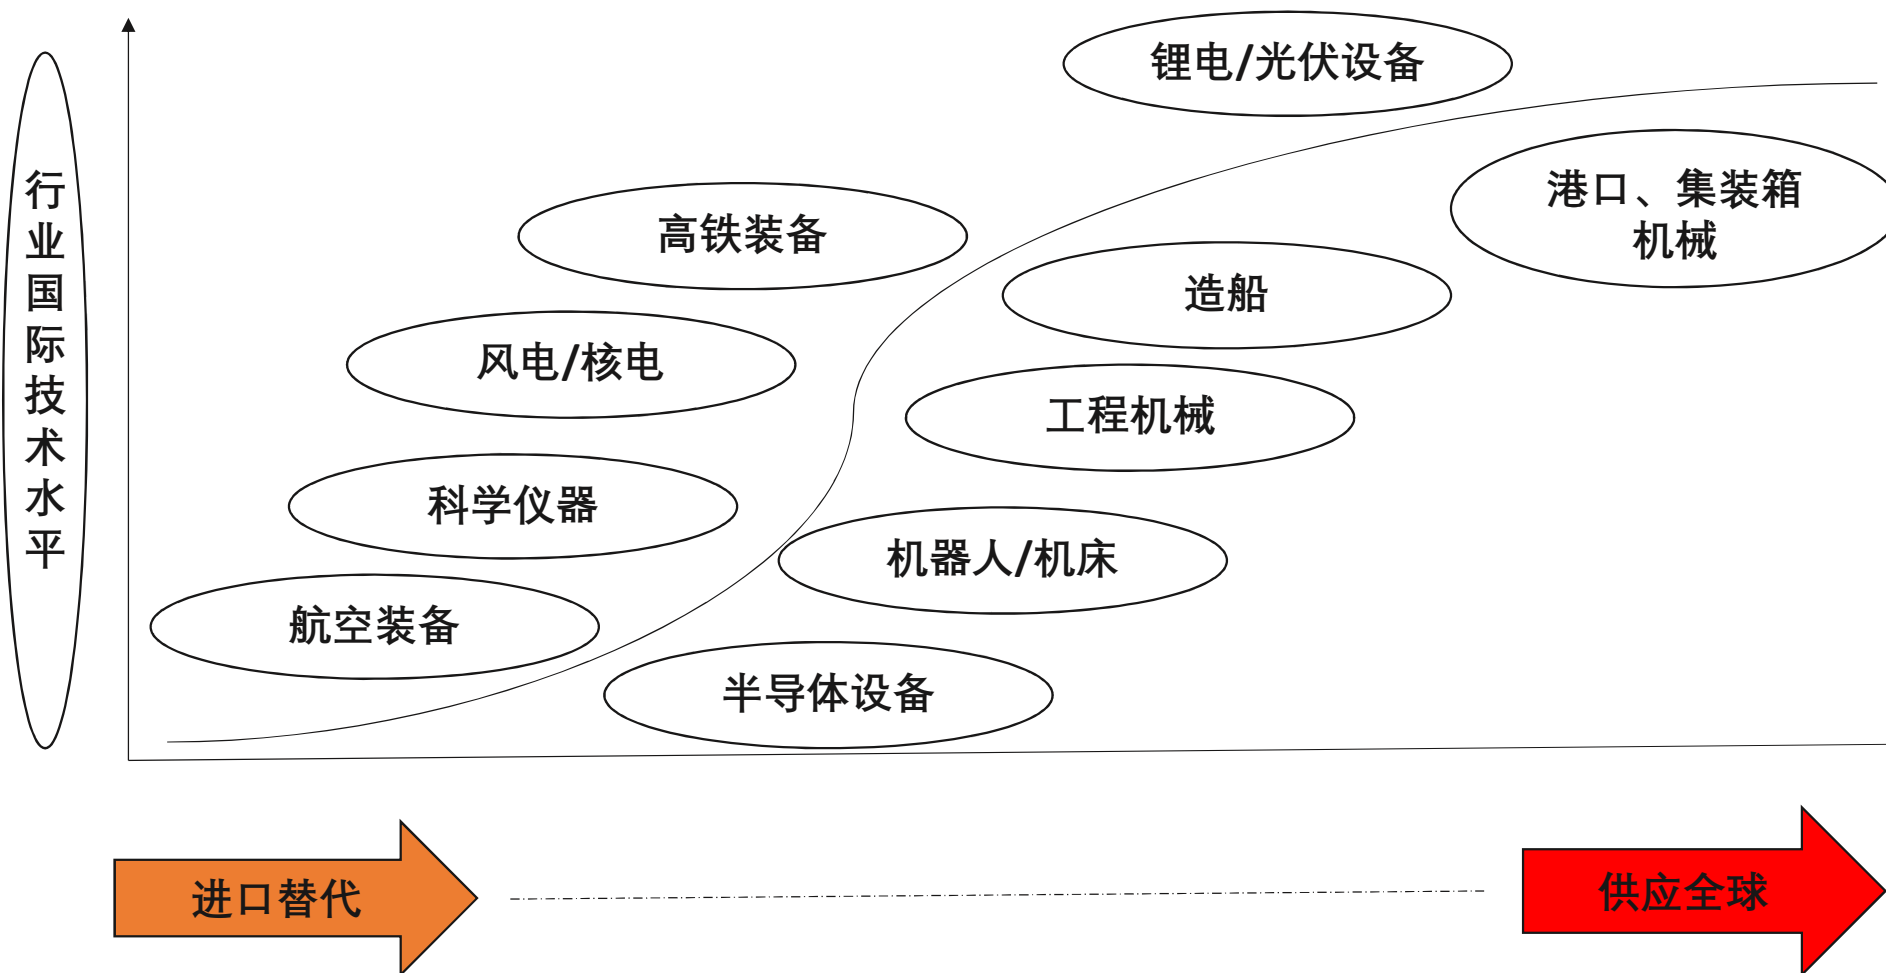 行业国际技术水平
锂电/光伏设备
港口、集装箱
机械
高铁装备
造船
风电/核电
工程机械
科学仪器
机器人/机床
航空装备
半导体设备
进口替代
供应全球